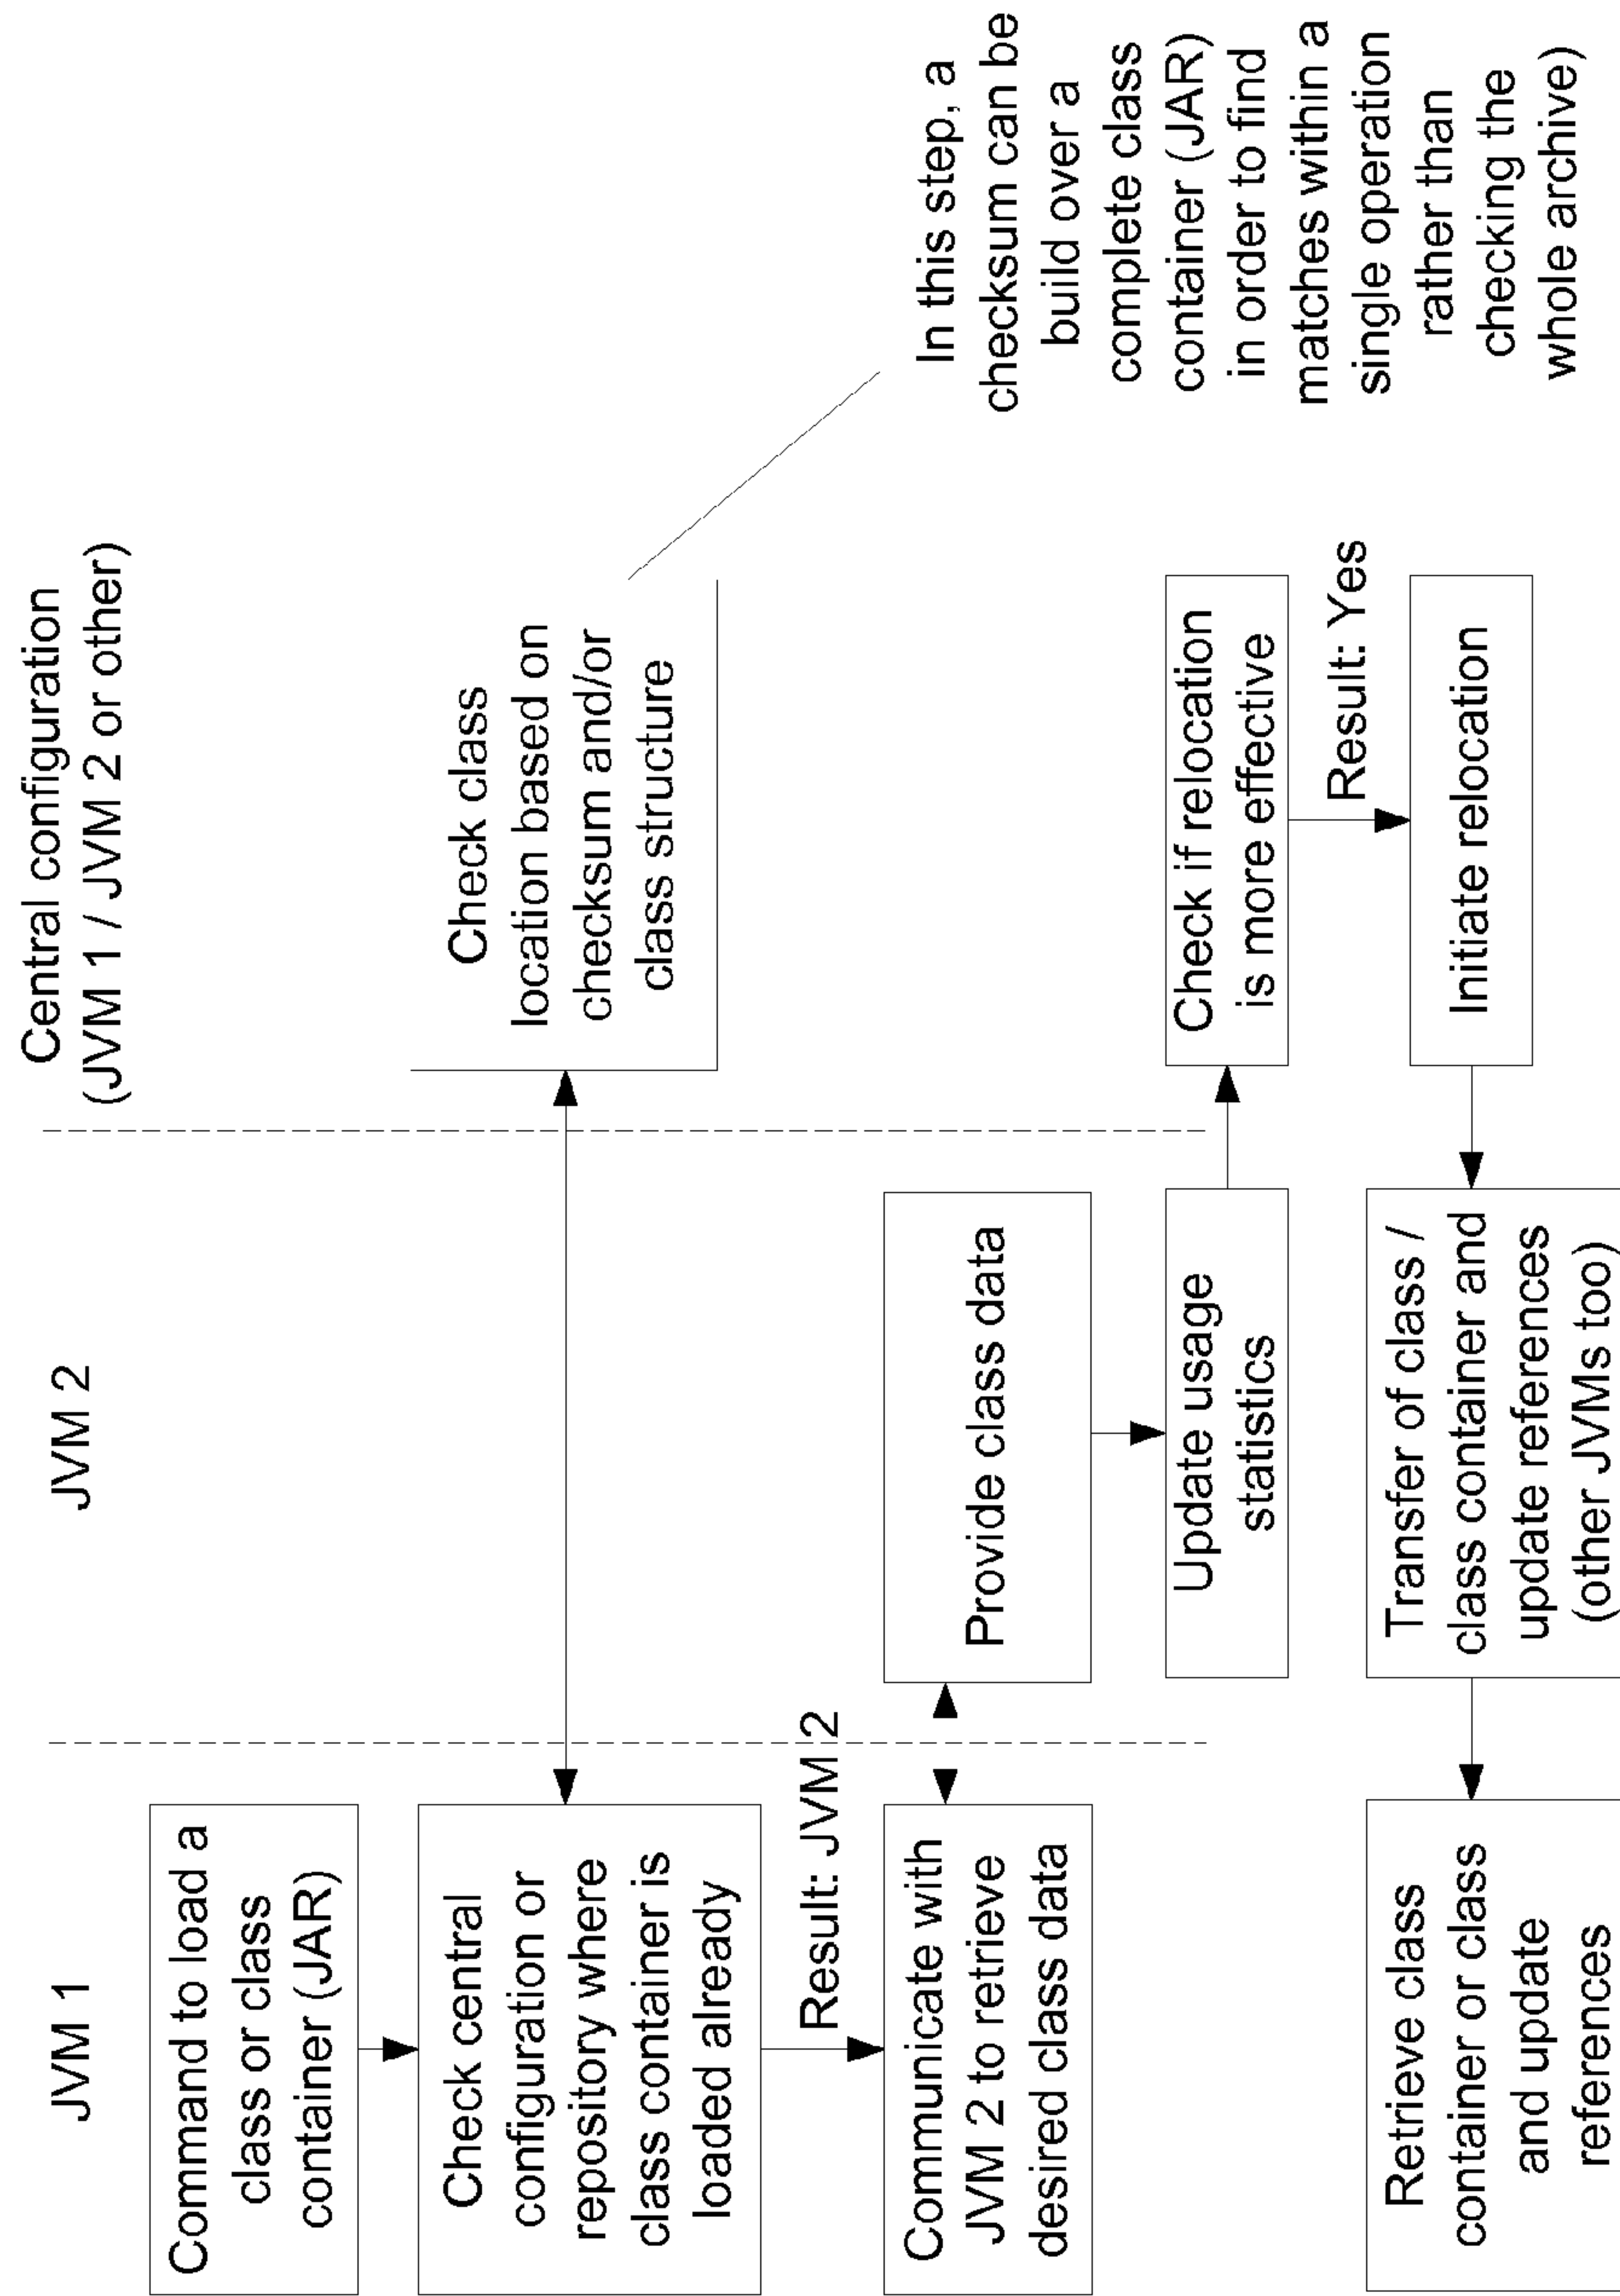 JVM 1
JVM 2
Central configuration
(JVM 1 / JVM 2 or other)
Command to load a
class or class
container (JAR)
Check central
configuration or
repository where
class container is
loaded already
Check class
location based on
checksum and/or
class structure
In this step, a
checksum can be
build over a
complete class
container (JAR)
in order to find
matches within a
single operation
rather than
checking the
whole archive)
Result: JVM 2
Communicate with
JVM 2 to retrieve
desired class data
Provide class data
Update usage
statistics
Check if relocation
is more effective
Result: Yes
Initiate relocation
Transfer of class /
class container and
update references
(other JVMs too)
Retrieve class
container or class
and update
references